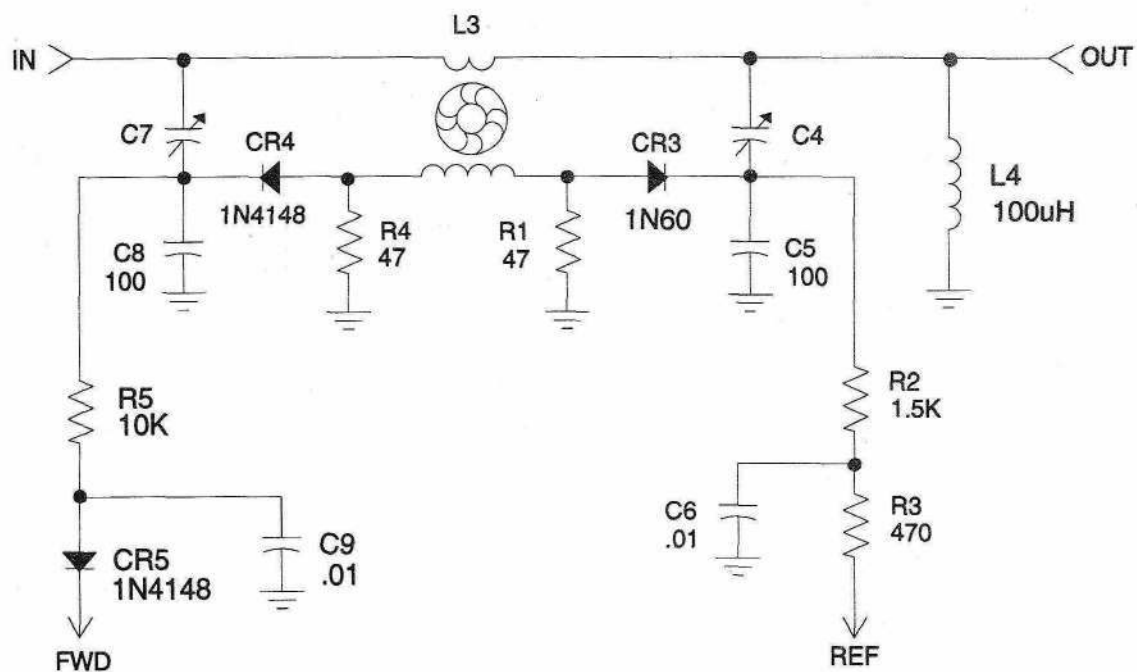 L3
IN
OUT
C7
CR4
CR3
C4
1N4148
1N60
L4
100uH
C8
100
R4
47
R1
47
C5
100
R5
10K
R2
1.5K
C9
.01
C6
.01
R3
470
CR5
1N4148
FWD
REF